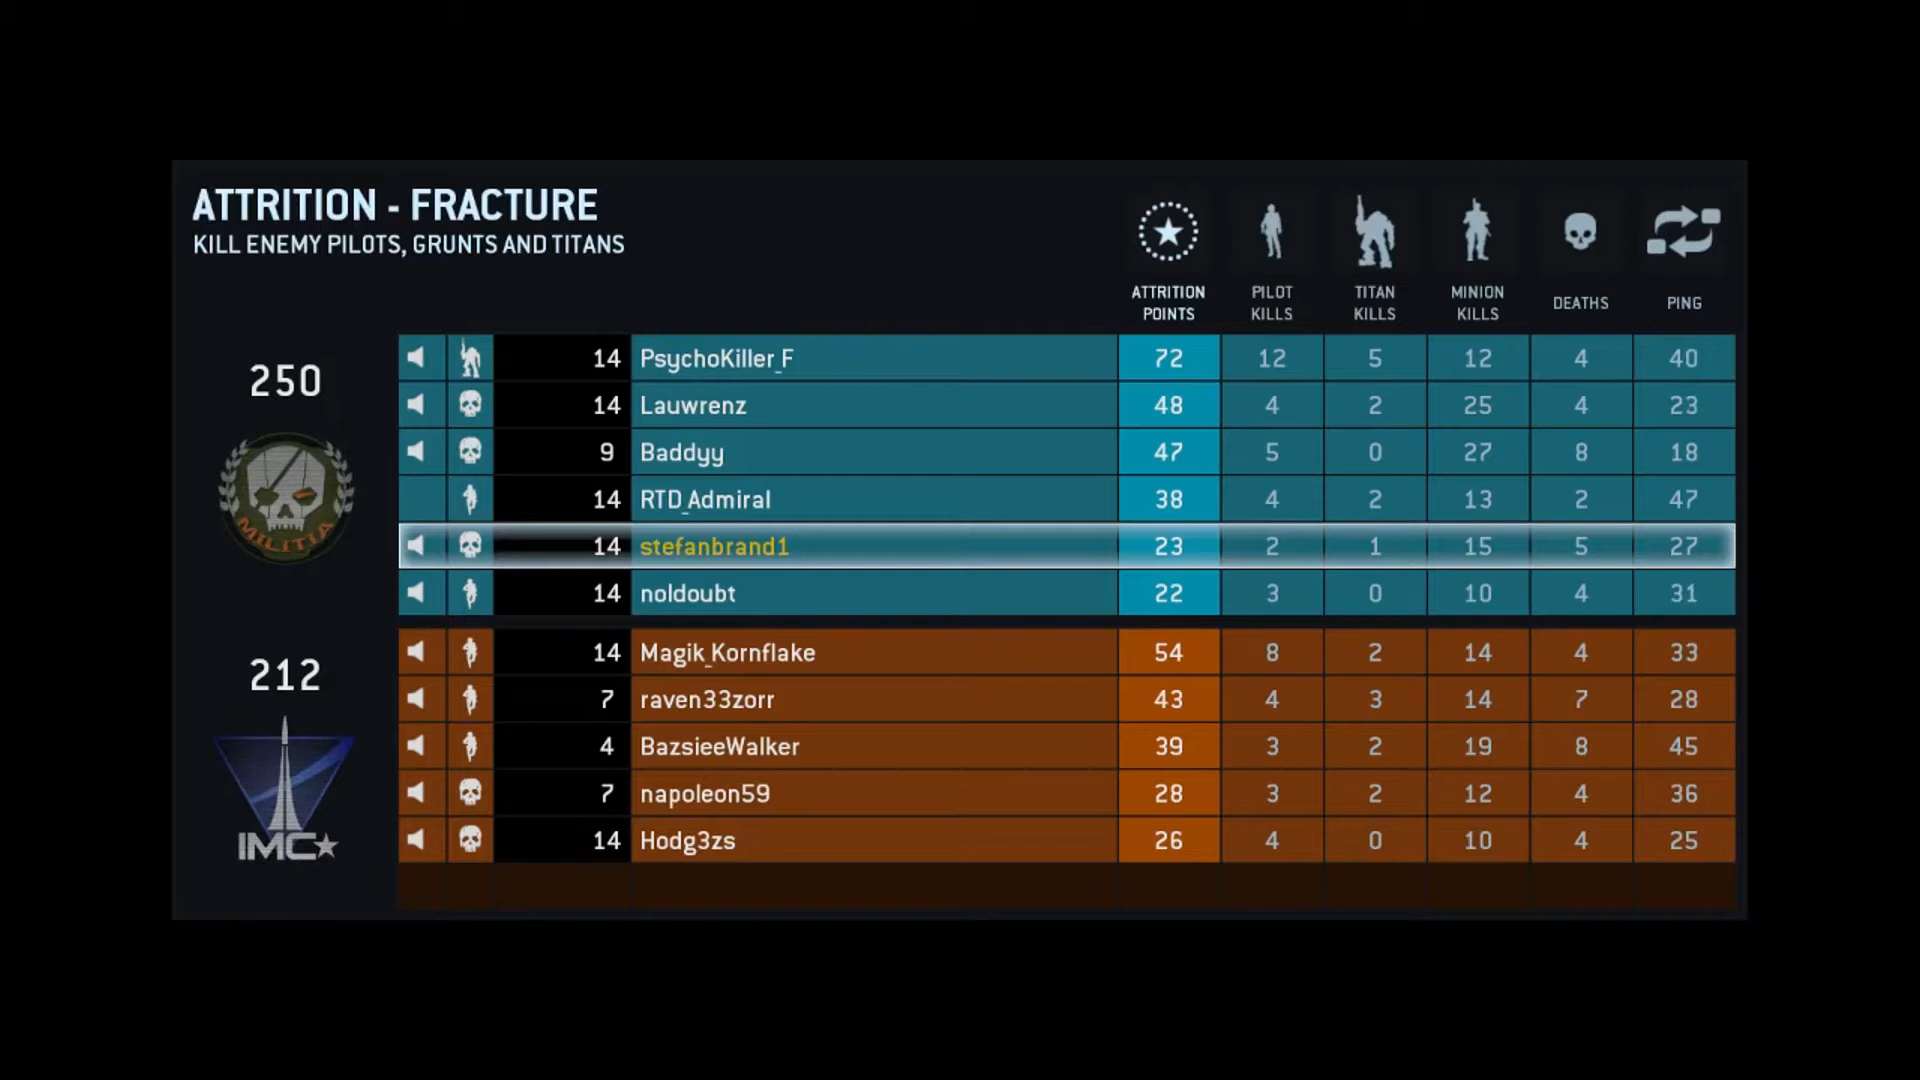 ATTRITION - FRACTURE
KILL ENEMY PILOTS, GRUNTS AND TITANS
ATTRITION POINTS PILOT KILLS TITAN KILLS MINION KILLS DEATHS PING
250
MILITIA
14 PsychoKiller_F 72 12 5 12 4 40
14 Lauwrenz 48 4 2 25 4 23
9 Baddyy 47 5 0 27 8 18
14 RTD_Admiral 38 4 2 13 2 47
14 stefanbrand1 23 2 1 15 5 27
14 noldoubt 22 3 0 10 4 31
212
IMC
14 Magik_Kornflake 54 8 2 14 4 33
7 raven33zorr 43 4 3 14 7 28
4 BazsieeWalker 39 3 2 19 8 45
7 napoleon59 28 3 2 12 4 36
14 Hodg3zs 26 4 0 10 4 25